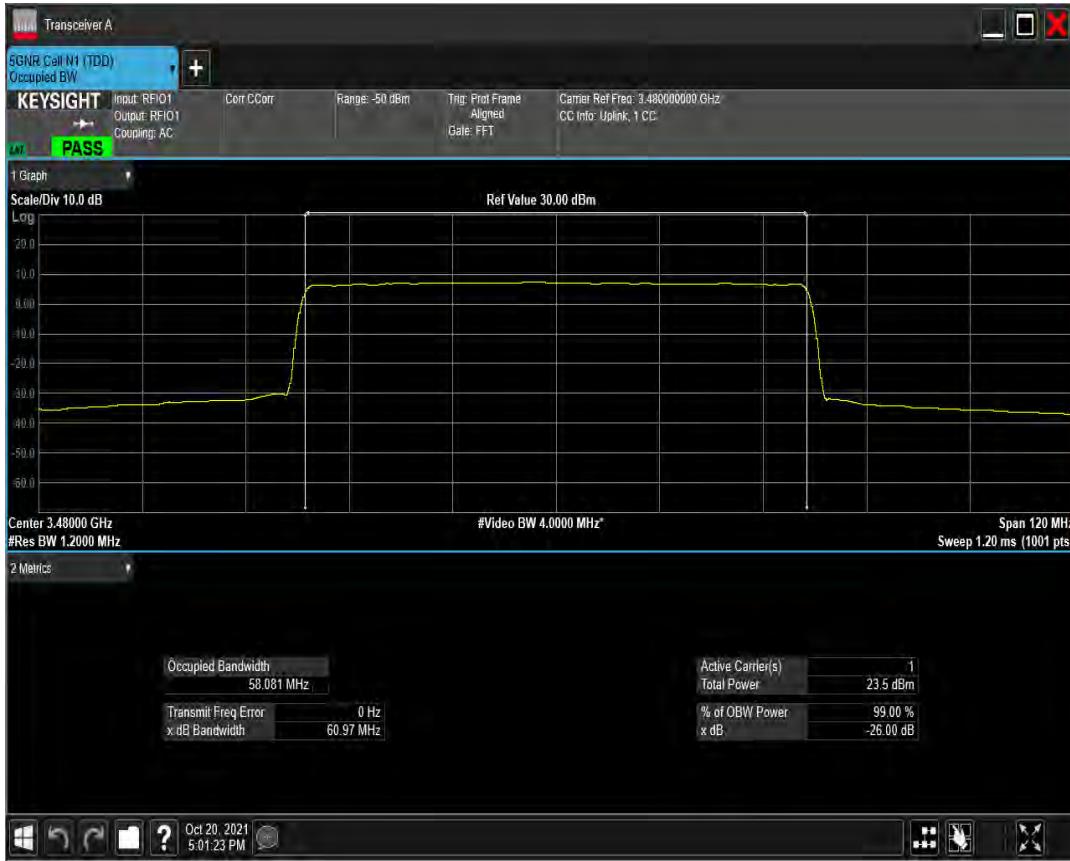 Transceiver A
5GNR Cell N1 (TDD)
Occupied BW
+
KEYSIGHT
Input: RFIO1
Output: RFIO1
Coupling: AC
Corr CCorr
Range: -50 dBm
Trig: Prot Frame
Aligned
Gate: FFT
Carrier Ref Freq: 3.480000000 GHz
CC Info: Uplink, 1 CC
PASS
1 Graph
Scale/Div 10.0 dB
Ref Value 30.00 dBm
Log
20.0
10.0
0.00
-10.0
-20.0
-30.0
-40.0
-50.0
-60.0
Center 3.48000 GHz
#Video BW 4.0000 MHz*
Span 120 MHz
#Res BW 1.2000 MHz
Sweep 1.20 ms (1001 pts
2 Metrics
Occupied Bandwidth
58.081 MHz
Transmit Freq Error 0 Hz
x dB Bandwidth 60.97 MHz
Active Carrier(s) 1
Total Power 23.5 dBm
% of OBW Power 99.00 %
x dB -26.00 dB
?
Oct 20, 2021
5:01:23 PM